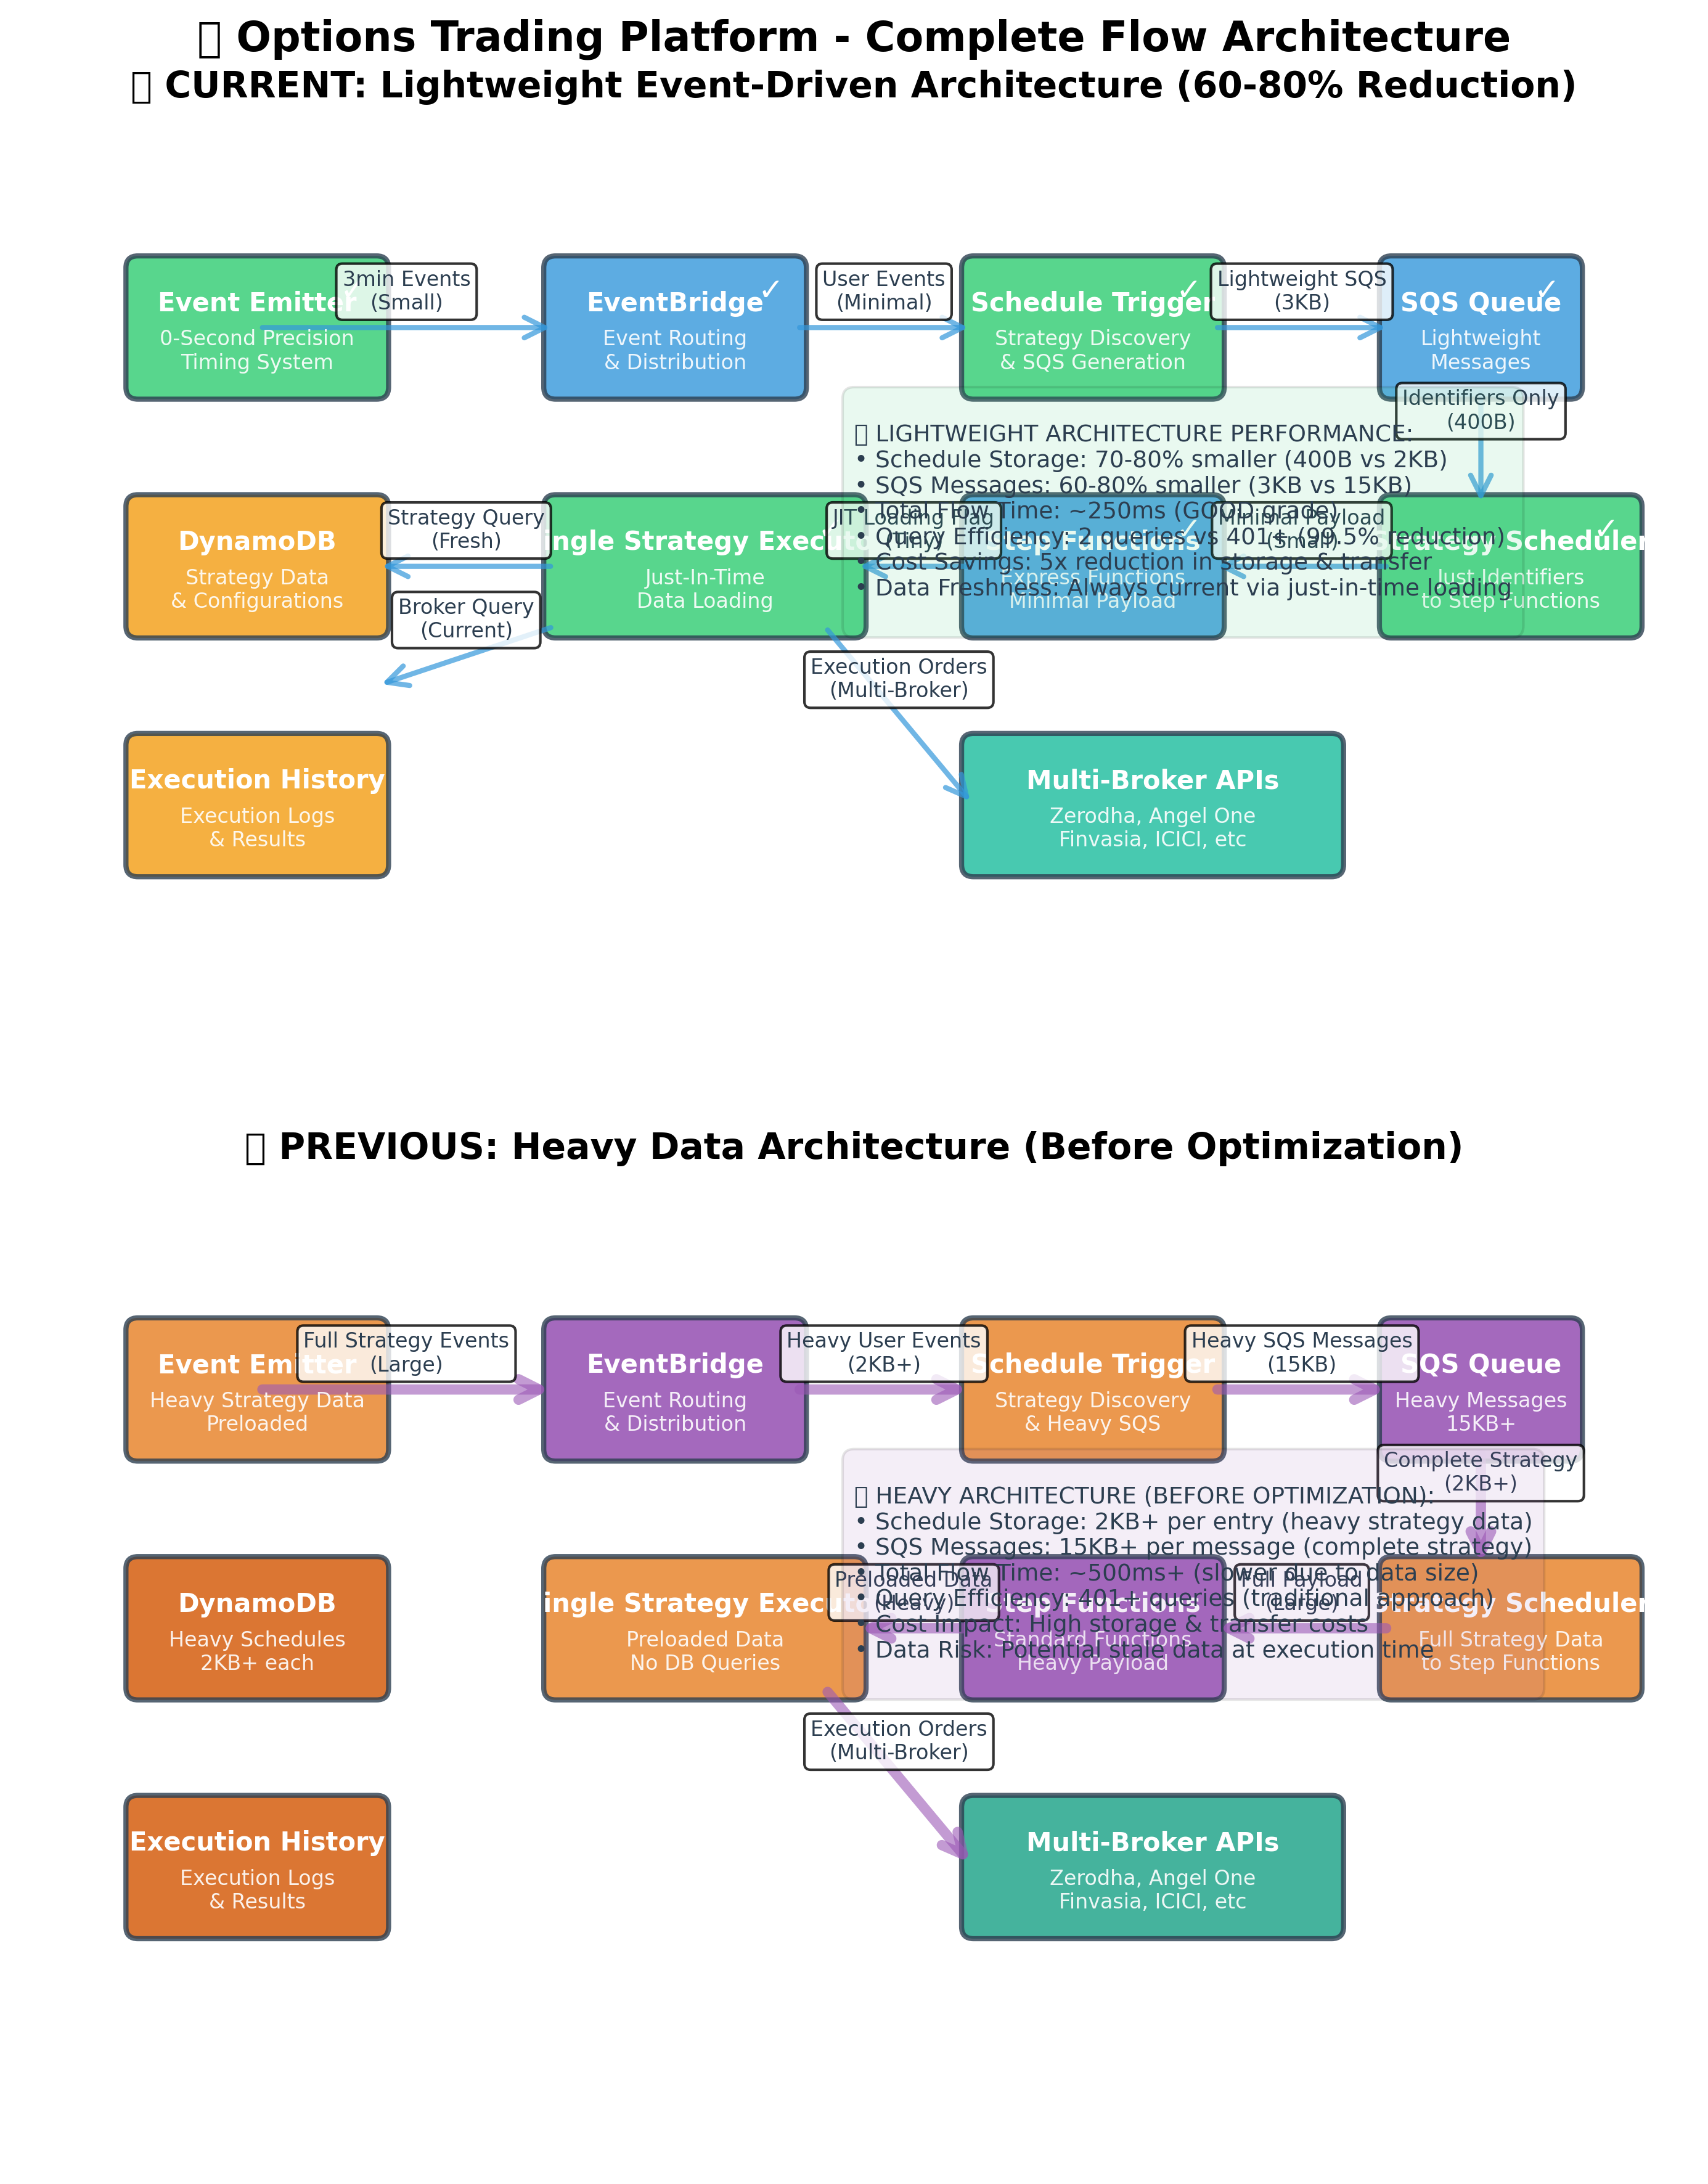 Options Trading Platform - Complete Flow Architecture
CURRENT: Lightweight Event-Driven Architecture (60-80% Reduction)
Event Emitter
0-Second Precision
Timing System
3min Events
(Small)
EventBridge
✓
Event Routing
& Distribution
User Events
(Minimal)
Schedule Trigger
✓
Strategy Discovery
& SQS Generation
Lightweight SQS
(3KB)
SQS Queue
✓
Lightweight
Messages
Identifiers Only
(400B)
LIGHTWEIGHT ARCHITECTURE PERFORMANCE:
• Schedule Storage: 70-80% smaller (400B vs 2KB)
• SQS Messages: 60-80% smaller (3KB vs 15KB)
• Total Flow Time: ~250ms (GOOD grade)
• Query Efficiency: 2 queries vs 401+ (99.5% reduction)
• Cost Savings: 5x reduction in storage & transfer
• Data Freshness: Always current via just-in-time loading
DynamoDB
Strategy Data
& Configurations
Strategy Query
(Fresh)
Broker Query
(Current)
ingle Strategy Executo
Just-In-Time
Data Loading
JIT Loading Flag
(Tiny)
Step Functions
✓
Express Functions
Minimal Payload
Minimal Payload
(Small)
Strategy Scheduler
✓
Just Identifiers
to Step Functions
Execution Orders
(Multi-Broker)
Execution History
Execution Logs
& Results
Multi-Broker APIs
Zerodha, Angel One
Finvasia, ICICI, etc
PREVIOUS: Heavy Data Architecture (Before Optimization)
Event Emitter
Heavy Strategy Data
Preloaded
Full Strategy Events
(Large)
EventBridge
Event Routing
& Distribution
Heavy User Events
(2KB+)
Schedule Trigger
Strategy Discovery
& Heavy SQS
Heavy SQS Messages
(15KB)
SQS Queue
Heavy Messages
15KB+
Complete Strategy
(2KB+)
HEAVY ARCHITECTURE (BEFORE OPTIMIZATION):
• Schedule Storage: 2KB+ per entry (heavy strategy data)
• SQS Messages: 15KB+ per message (complete strategy)
• Total Flow Time: ~500ms+ (slower due to data size)
• Query Efficiency: 401+ queries (traditional approach)
• Cost Impact: High storage & transfer costs
• Data Risk: Potential stale data at execution time
DynamoDB
Heavy Schedules
2KB+ each
ingle Strategy Executo
Preloaded Data
No DB Queries
Preloaded Data
(Heavy)
Step Functions
Standard Functions
Heavy Payload
Full Payload
(Large)
Strategy Scheduler
Full Strategy Data
to Step Functions
Execution Orders
(Multi-Broker)
Execution History
Execution Logs
& Results
Multi-Broker APIs
Zerodha, Angel One
Finvasia, ICICI, etc